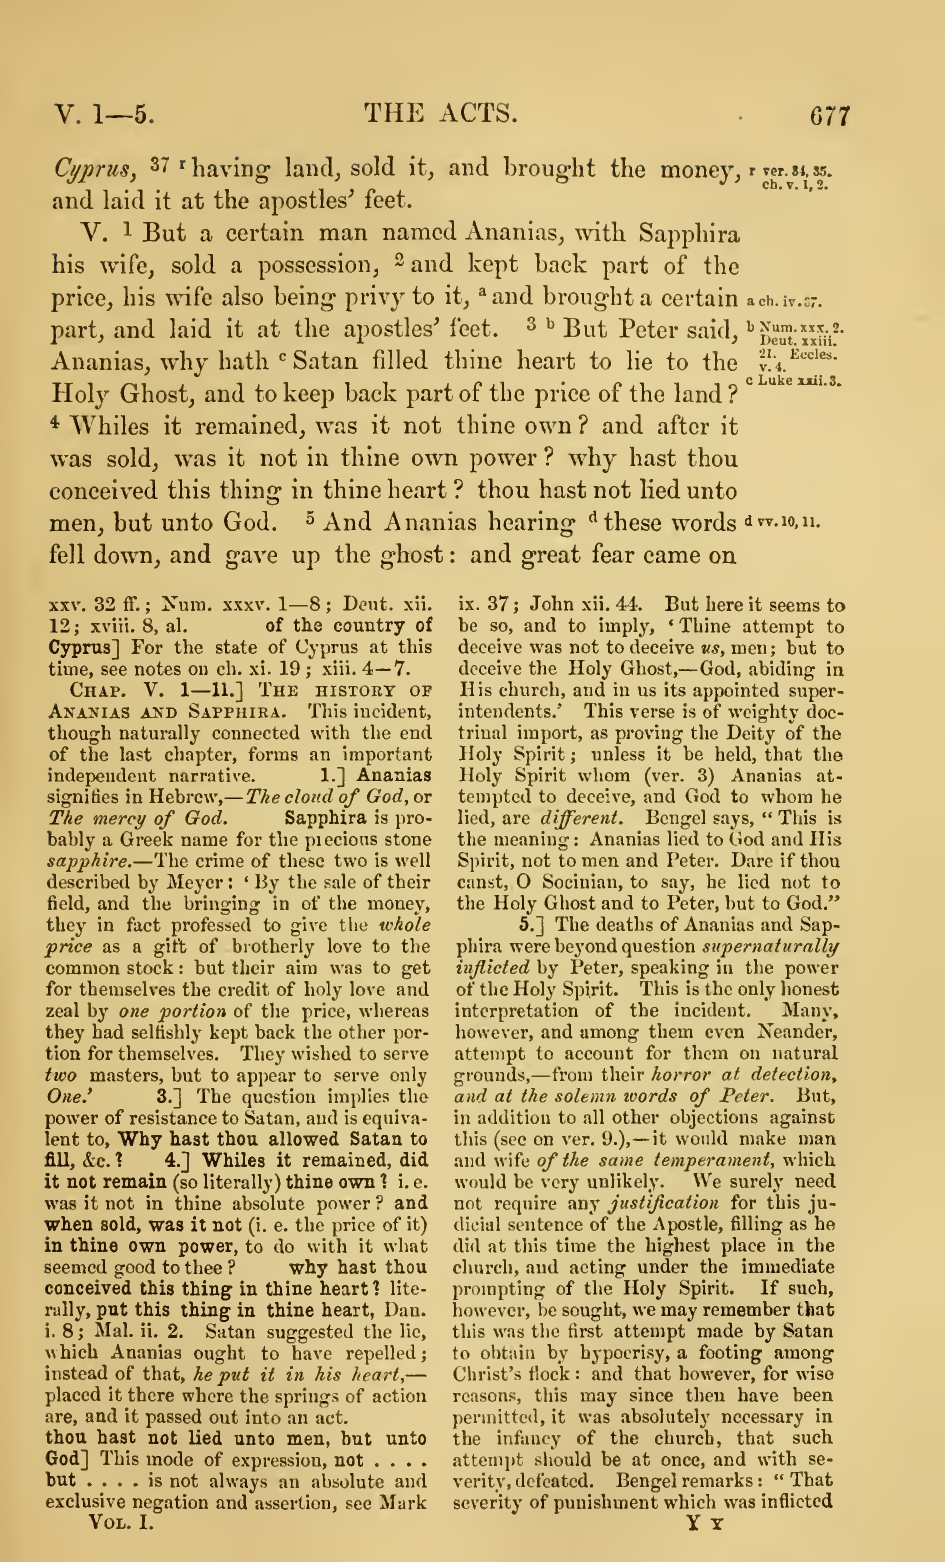 V. 1—5.
THE ACTS.
677
Cyprus, 37 r having land, sold it, and brought the money,
and laid it at the apostles' feet.
r ver. 34, 35.
ch. v. 1, 2.
V. 1 But a certain man named Ananias, with Sapphira
his wife, sold a possession, 2 and kept back part of the
price, his wife also being privy to it, a and brought a certain
part, and laid it at the apostles' feet. 3 b But Peter said,
Ananias, why hath c Satan filled thine heart to lie to the
Holy Ghost, and to keep back part of the price of the land?
4 Whiles it remained, was it not thine own? and after it
was sold, was it not in thine own power? why hast thou
conceived this thing in thine heart? thou hast not lied unto
men, but unto God. 5 And Ananias hearing d these words
fell down, and gave up the ghost: and great fear came on
a ch. iv. 37.
b Num. xxx. 2.
Deut. xxiii.
21. Eccles.
v. 4.
c Luke xxii. 3.
d vv. 10, 11.
xxv. 32 ff.; Num. xxxv. 1—8; Deut. xii.
12; xviii. 8, al. of the country of
Cyprus] For the state of Cyprus at this
time, see notes on ch. xi. 19; xiii. 4—7.
CHAP. V. 1—11.] THE HISTORY OF
ANANIAS AND SAPPHIRA. This incident,
though naturally connected with the end
of the last chapter, forms an important
independent narrative. 1.] Ananias
signifies in Hebrew,—The cloud of God, or
The mercy of God. Sapphira is pro-
bably a Greek name for the precious stone
sapphire.—The crime of these two is well
described by Meyer: 'By the sale of their
field, and the bringing in of the money,
they in fact professed to give the whole
price as a gift of brotherly love to the
common stock: but their aim was to get
for themselves the credit of holy love and
zeal by one portion of the price, whereas
they had selfishly kept back the other por-
tion for themselves. They wished to serve
two masters, but to appear to serve only
One.' 3.] The question implies the
power of resistance to Satan, and is equiva-
lent to, Why hast thou allowed Satan to
fill, &c.? 4.] Whiles it remained, did
it not remain (so literally) thine own? i. e.
was it not in thine absolute power? and
when sold, was it not (i. e. the price of it)
in thine own power, to do with it what
seemed good to thee? why hast thou
conceived this thing in thine heart? lite-
rally, put this thing in thine heart, Dan.
i. 8; Mal. ii. 2. Satan suggested the lie,
which Ananias ought to have repelled;
instead of that, he put it in his heart,—
placed it there where the springs of action
are, and it passed out into an act.
thou hast not lied unto men, but unto
God] This mode of expression, not . . . .
but . . . . is not always an absolute and
exclusive negation and assertion, see Mark
ix. 37; John xii. 44. But here it seems to
be so, and to imply, 'Thine attempt to
deceive was not to deceive us, men; but to
deceive the Holy Ghost,—God, abiding in
His church, and in us its appointed super-
intendents.' This verse is of weighty doc-
trinal import, as proving the Deity of the
Holy Spirit; unless it be held, that the
Holy Spirit whom (ver. 3) Ananias at-
tempted to deceive, and God to whom he
lied, are different. Bengel says, "This is
the meaning: Ananias lied to God and His
Spirit, not to men and Peter. Dare if thou
canst, O Socinian, to say, he lied not to
the Holy Ghost and to Peter, but to God."
5.] The deaths of Ananias and Sap-
phira were beyond question supernaturally
inflicted by Peter, speaking in the power
of the Holy Spirit. This is the only honest
interpretation of the incident. Many,
however, and among them even Neander,
attempt to account for them on natural
grounds,—from their horror at detection,
and at the solemn words of Peter. But,
in addition to all other objections against
this (see on ver. 9.),—it would make man
and wife of the same temperament, which
would be very unlikely. We surely need
not require any justification for this ju-
dicial sentence of the Apostle, filling as he
did at this time the highest place in the
church, and acting under the immediate
prompting of the Holy Spirit. If such,
however, be sought, we may remember that
this was the first attempt made by Satan
to obtain by hypocrisy, a footing among
Christ's flock: and that however, for wise
reasons, this may since then have been
permitted, it was absolutely necessary in
the infancy of the church, that such
attempt should be at once, and with se-
verity, defeated. Bengel remarks: "That
severity of punishment which was inflicted
VOL. I.
Y Y